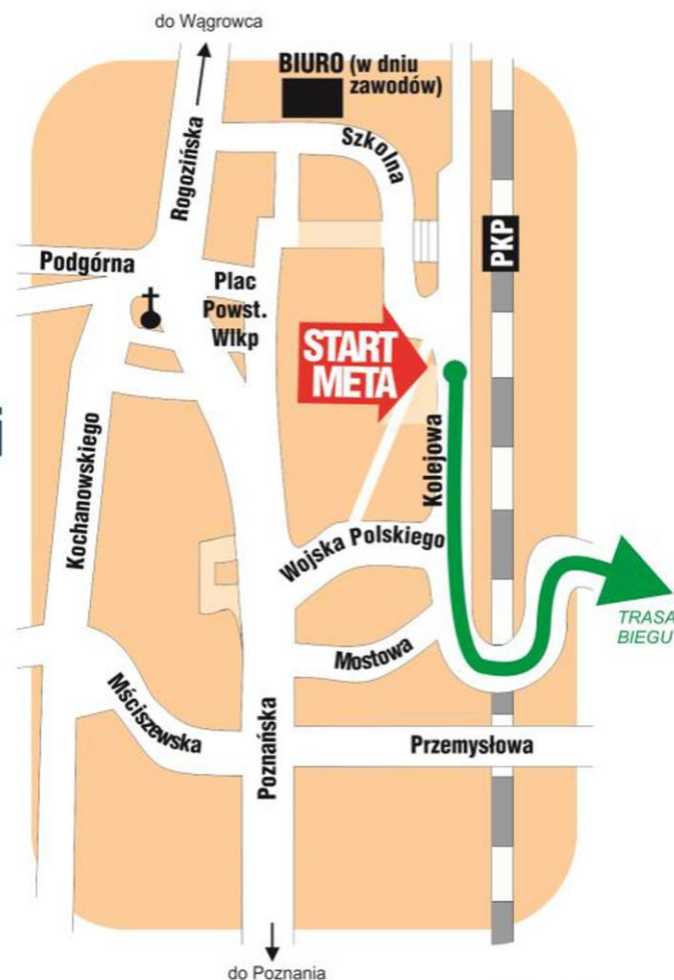 do Wągrowca
BIURO (w dniu
zawodów)
Szkolna
Rogozińska
PKP
Podgórna
Plac
Powst.
Wlkp
START
META
Kolejowa
Kochanowskiego
Wojska Polskiego
TRASA
BIEGU
Mostowa
Mściszewska
Poznańska
Przemysłowa
do Poznania